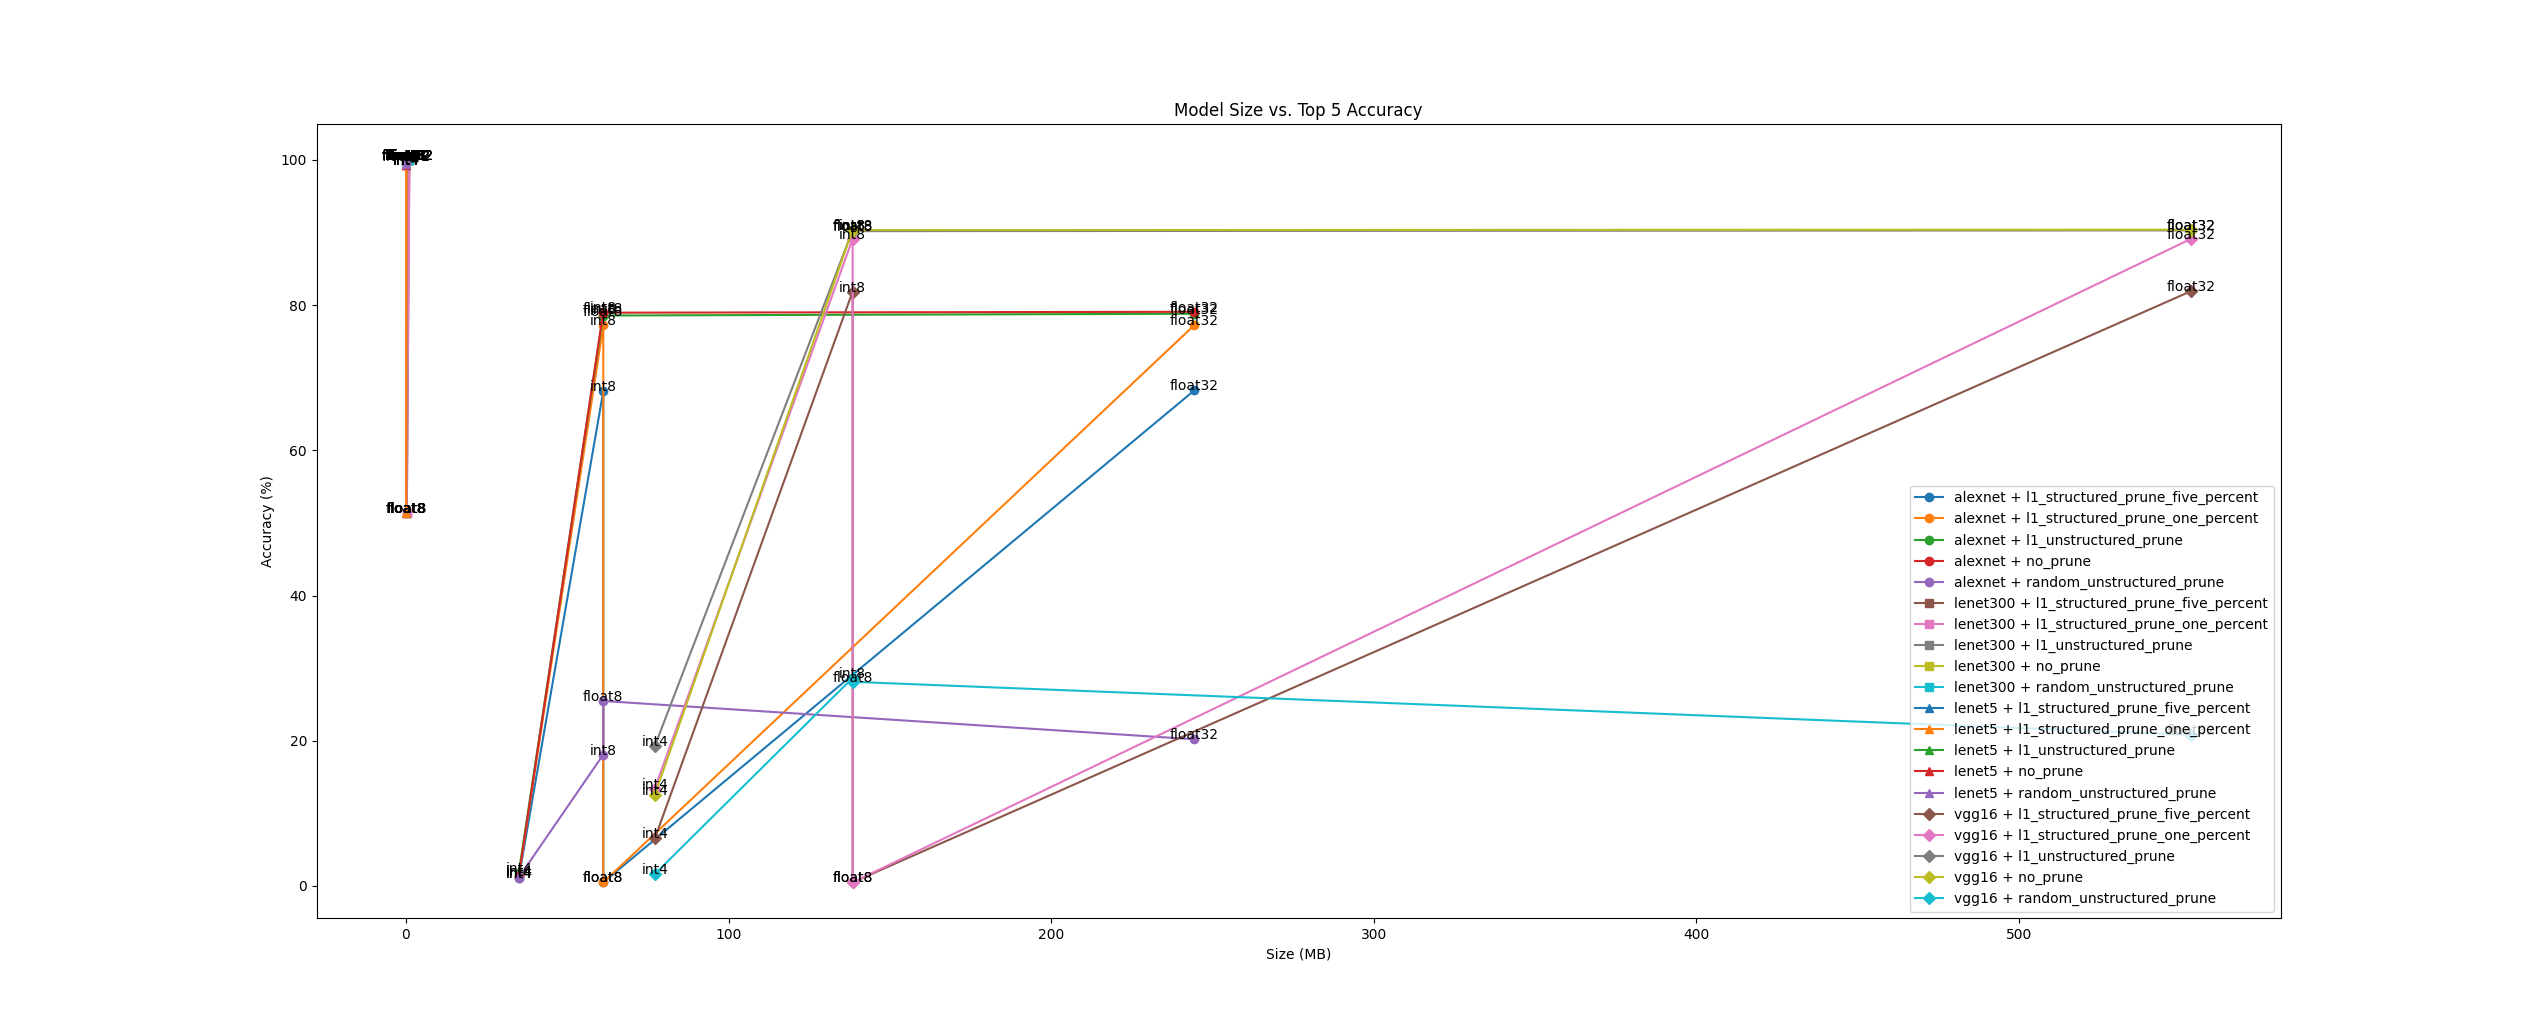 Model Size vs. Top 5 Accuracy
100
80
60
40
20
0
Accuracy (%)
float8
int8
float32
int8
int8
float32
float32
int8
float32
int8
float32
int8
float32
int8
float8
float8
float32
int8
int4
int4
int4
int4
int4
int4
float8
float8
0
100
200
300
400
500
Size (MB)
alexnet + l1_structured_prune_five_percent
alexnet + l1_structured_prune_one_percent
alexnet + l1_unstructured_prune
alexnet + no_prune
alexnet + random_unstructured_prune
lenet300 + l1_structured_prune_five_percent
lenet300 + l1_structured_prune_one_percent
lenet300 + l1_unstructured_prune
lenet300 + no_prune
lenet300 + random_unstructured_prune
lenet5 + l1_structured_prune_five_percent
lenet5 + l1_structured_prune_one_percent
lenet5 + l1_unstructured_prune
lenet5 + no_prune
lenet5 + random_unstructured_prune
vgg16 + l1_structured_prune_five_percent
vgg16 + l1_structured_prune_one_percent
vgg16 + l1_unstructured_prune
vgg16 + no_prune
vgg16 + random_unstructured_prune